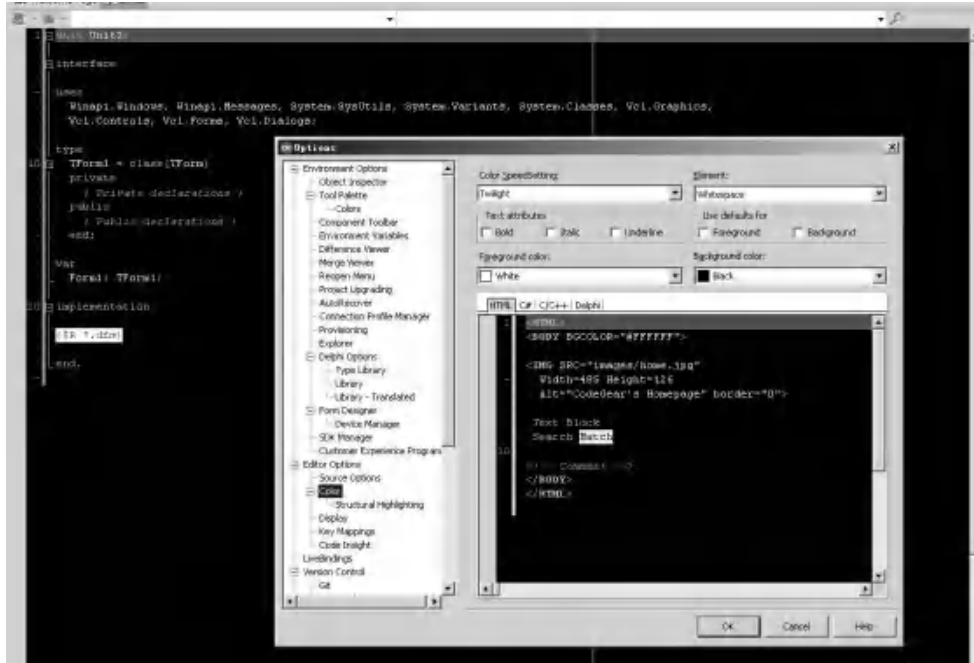 unit Unit2;
interface
uses
Winapi.Windows, Winapi.Messages, System.SysUtils, System.Variants, System.Classes, Vcl.Graphics,
Vcl.Controls, Vcl.Forms, Vcl.Dialogs;
type
10
TForm1 = class(TForm)
private
{ Private declarations }
public
{ Public declarations }
end;
var
Form1: TForm1;
20
implementation
{$R *.dfm}
end.
Options
Environment Options
Object Inspector
Tool Palette
Colors
Component Toolbar
Environment Variables
Difference Viewer
Merge Viewer
Reopen Menu
Project Upgrading
AutoRecover
Connection Profile Manager
Provisioning
Explorer
Delphi Options
Type Library
Library
Library - Translated
Form Designer
Device Manager
SDK Manager
Customer Experience Program
Editor Options
Source Options
Color
Structural Highlighting
Display
Key Mappings
Code Insight
LiveBindings
Version Control
Git
Color SpeedSetting:
Twilight
Element:
Whitespace
Text attributes
Bold
Italic
Underline
Use defaults for
Foreground
Background
Foreground color:
White
Background color:
Black
HTML C# C/C++ Delphi
1
<HTML>
<BODY BGCOLOR="#FFFFFF">
<IMG SRC="images/home.jpg"
Width=485 Height=126
alt="CodeGear's Homepage" border="0">
Text Block
Search Match
10
<!-- Comment -->
</BODY>
</HTML>
OK
Cancel
Help